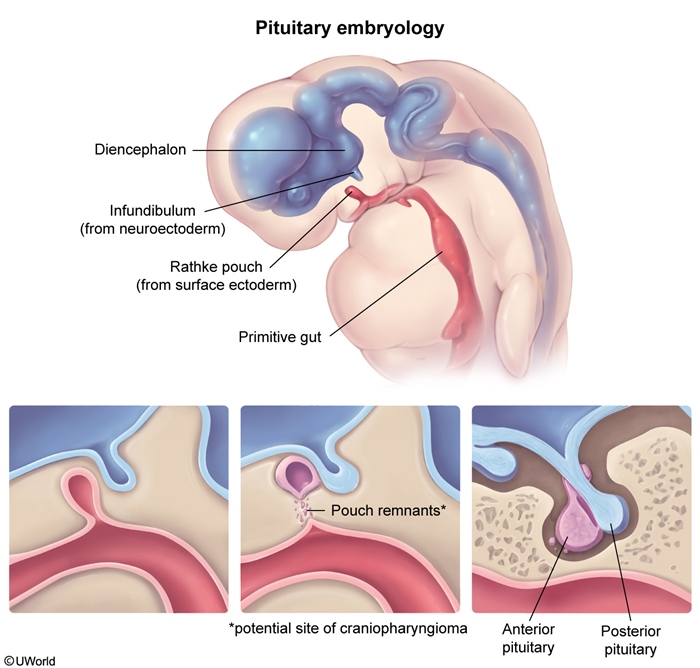 Pituitary embryology
Diencephalon
Infundibulum
(from neuroectoderm)
Rathke pouch
(from surface ectoderm)
Primitive gut
Pouch remnants*
*potential site of craniopharyngioma
Anterior
pituitary
Posterior
pituitary
©UWorld